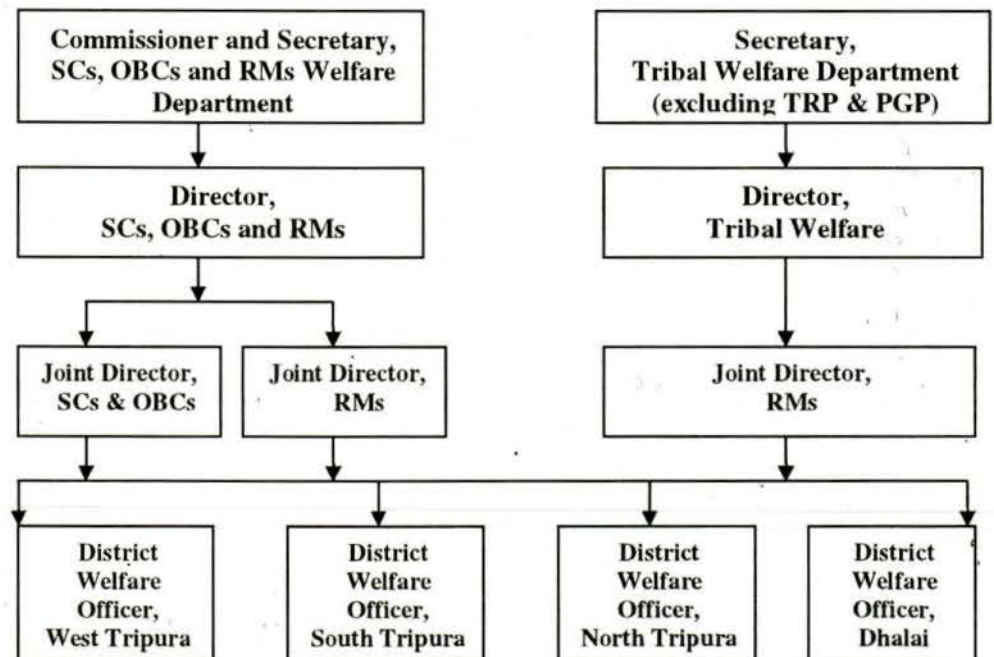 Commissioner and Secretary,
SCs, OBCs and RMs Welfare
Department
Secretary,
Tribal Welfare Department
(excluding TRP & PGP)
Director,
SCs, OBCs and RMs
Director,
Tribal Welfare
Joint Director,
SCs & OBCs
Joint Director,
RMs
Joint Director,
RMs
District
Welfare
Officer,
West Tripura
District
Welfare
Officer,
South Tripura
District
Welfare
Officer,
North Tripura
District
Welfare
Officer,
Dhalai